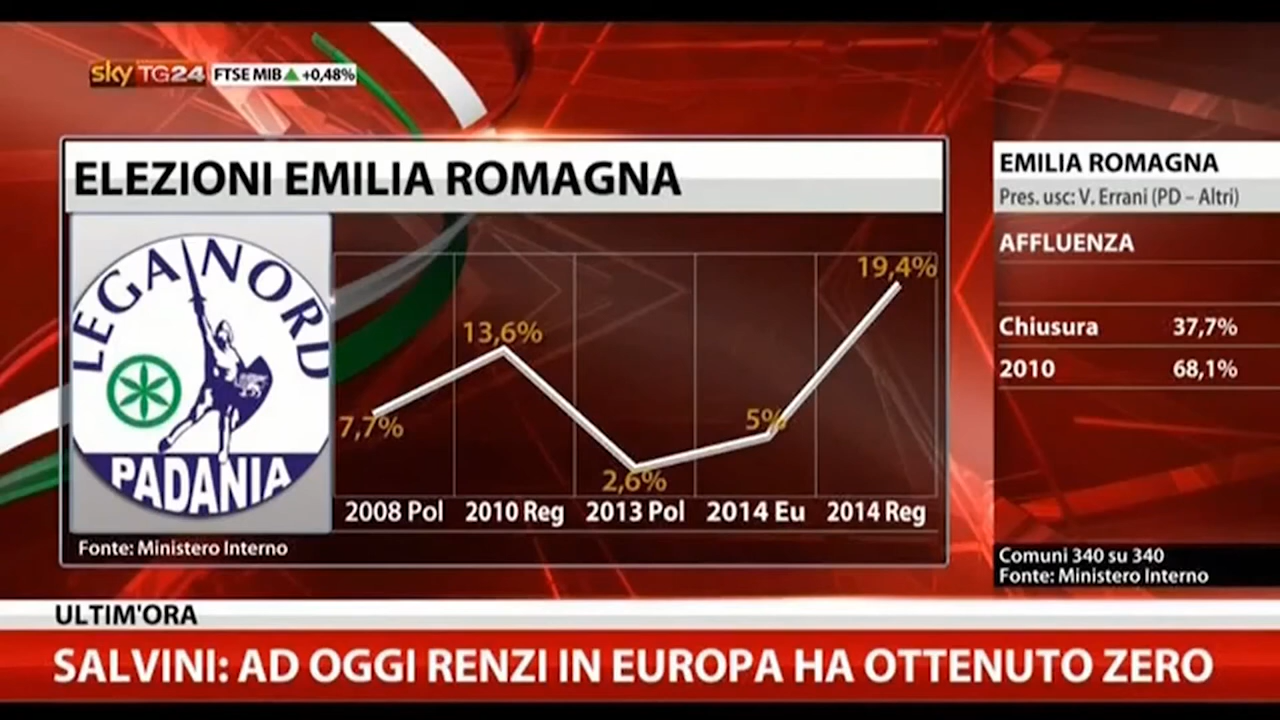 sky TG24 FTSE MIB +0,48%
ELEZIONI EMILIA ROMAGNA
LEGA NORD
PADANIA
19,4%
13,6%
7,7%
5%
2,6%
2008 Pol 2010 Reg 2013 Pol 2014 Eu 2014 Reg
Fonte: Ministero Interno
EMILIA ROMAGNA
Pres. usc: V. Errani (PD – Altri)
AFFLUENZA
Chiusura 37,7%
2010 68,1%
Comuni 340 su 340
Fonte: Ministero Interno
ULTIM'ORA
SALVINI: AD OGGI RENZI IN EUROPA HA OTTENUTO ZERO